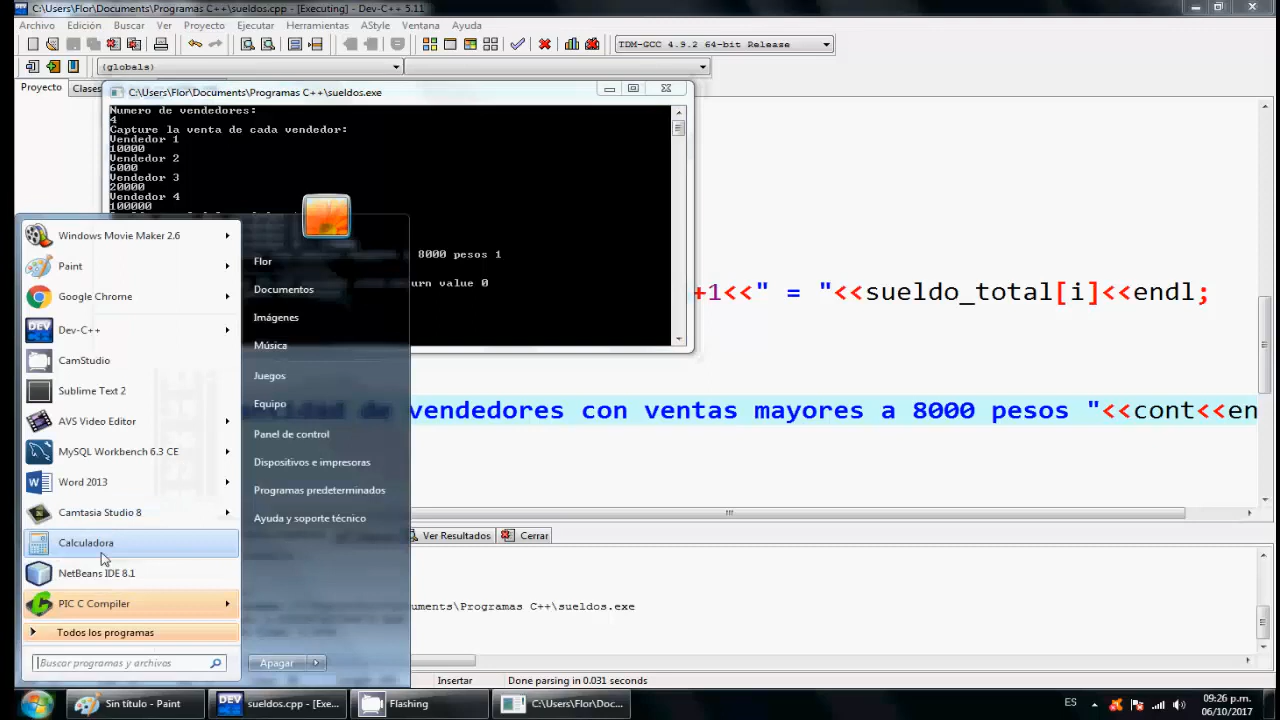 C:\Users\Flor\Documents\Programas C++\sueldos.cpp - [Executing] - Dev-C++ 5.11
Archivo Edición Buscar Ver Proyecto Ejecutar Herramientas AStyle Ventana Ayuda
TDM-GCC 4.9.2 64-bit Release
(globals)
Proyecto Clases
C:\Users\Flor\Documents\Programas C++\sueldos.exe
Numero de vendedores:
4
Capture la venta de cada vendedor:
Vendedor 1
10000
Vendedor 2
6000
Vendedor 3
20000
Vendedor 4
100000
8000 pesos 1
urn value 0
+1<<" = "<<sueldo_total[i]<<endl;
vendedores con ventas mayores a 8000 pesos "<<cont<<en
Windows Movie Maker 2.6
Paint
Google Chrome
Dev-C++
CamStudio
Sublime Text 2
AVS Video Editor
MySQL Workbench 6.3 CE
Word 2013
Camtasia Studio 8
Calculadora
NetBeans IDE 8.1
PIC C Compiler
Todos los programas
Buscar programas y archivos
Flor
Documentos
Imágenes
Música
Juegos
Equipo
Panel de control
Dispositivos e impresoras
Programas predeterminados
Ayuda y soporte técnico
Apagar
Ver Resultados Cerrar
ocuments\Programas C++\sueldos.exe
Insertar Done parsing in 0.031 seconds
Sin título - Paint
DEV sueldos.cpp - [Exe...
Flashing
C:\Users\Flor\Doc...
ES
09:26 p.m.
06/10/2017